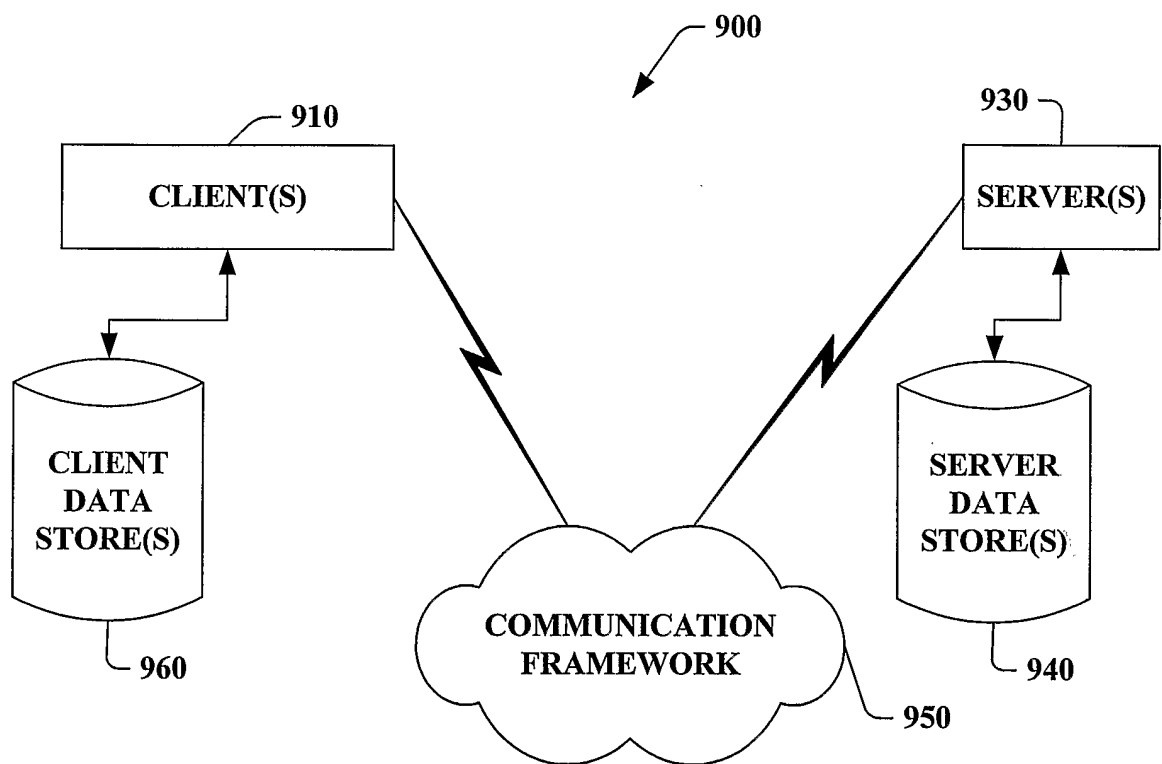 900
910
930
CLIENT(S)
SERVER(S)
CLIENT
DATA
STORE(S)
SERVER
DATA
STORE(S)
COMMUNICATION
FRAMEWORK
960
940
950